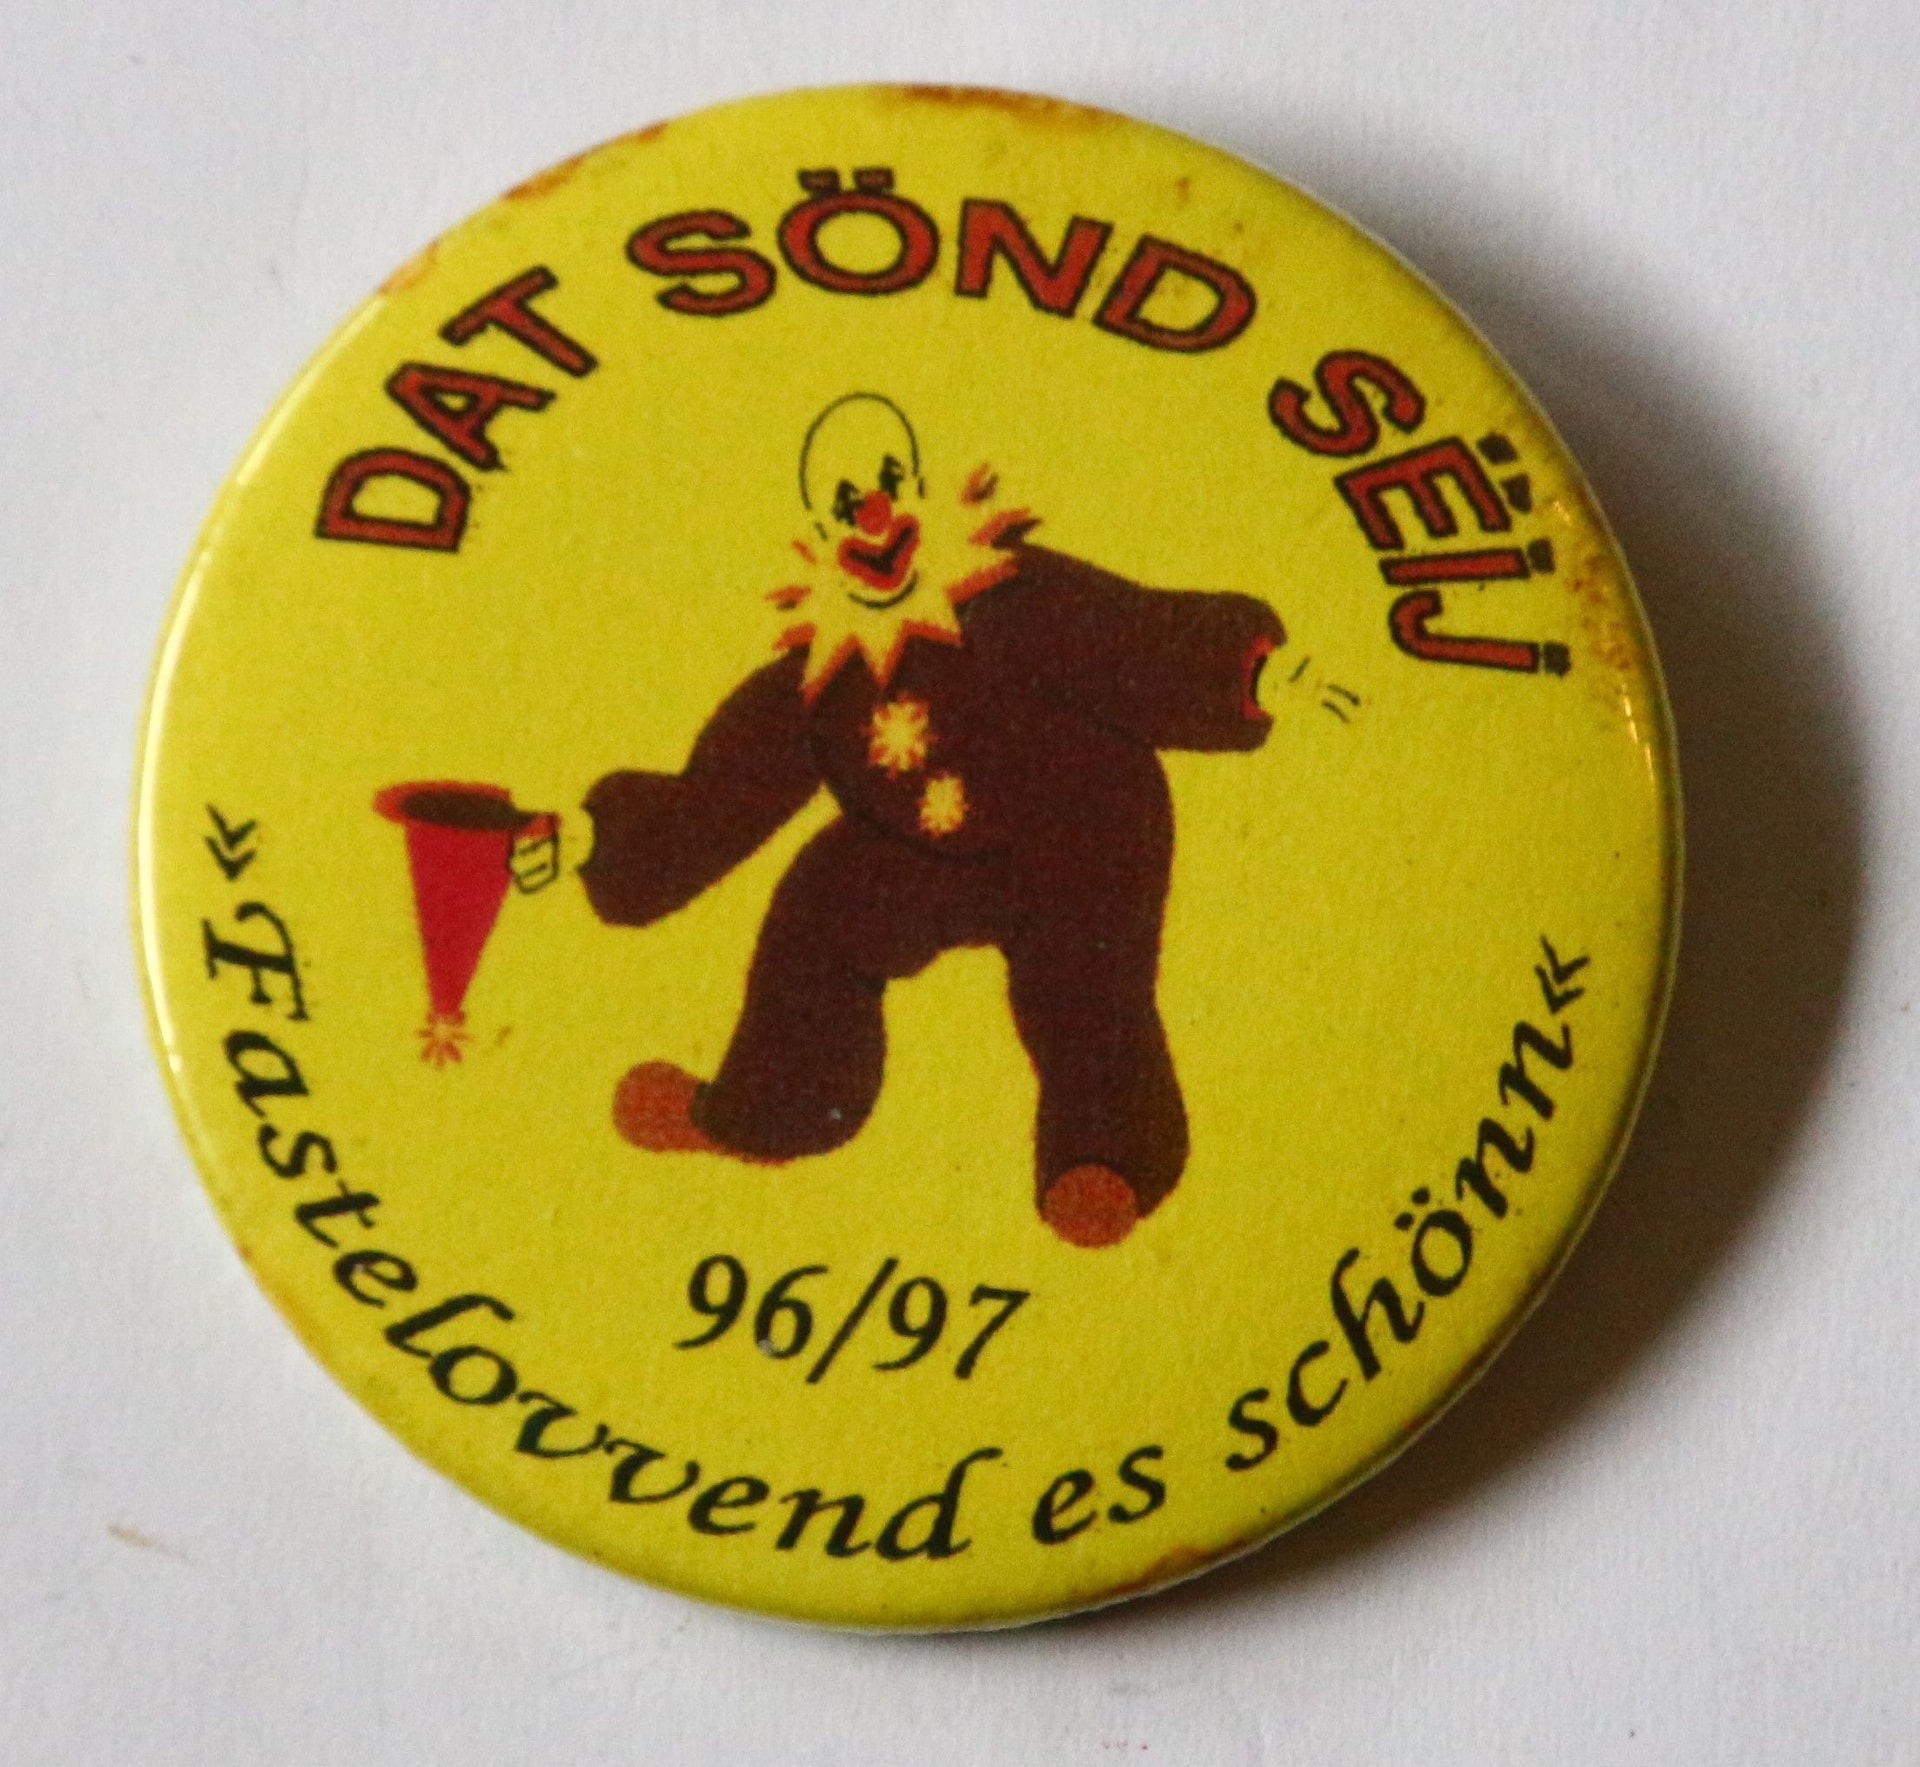 DAT SÖND SËIJ
96/97
»Fastelovvend es schönn«